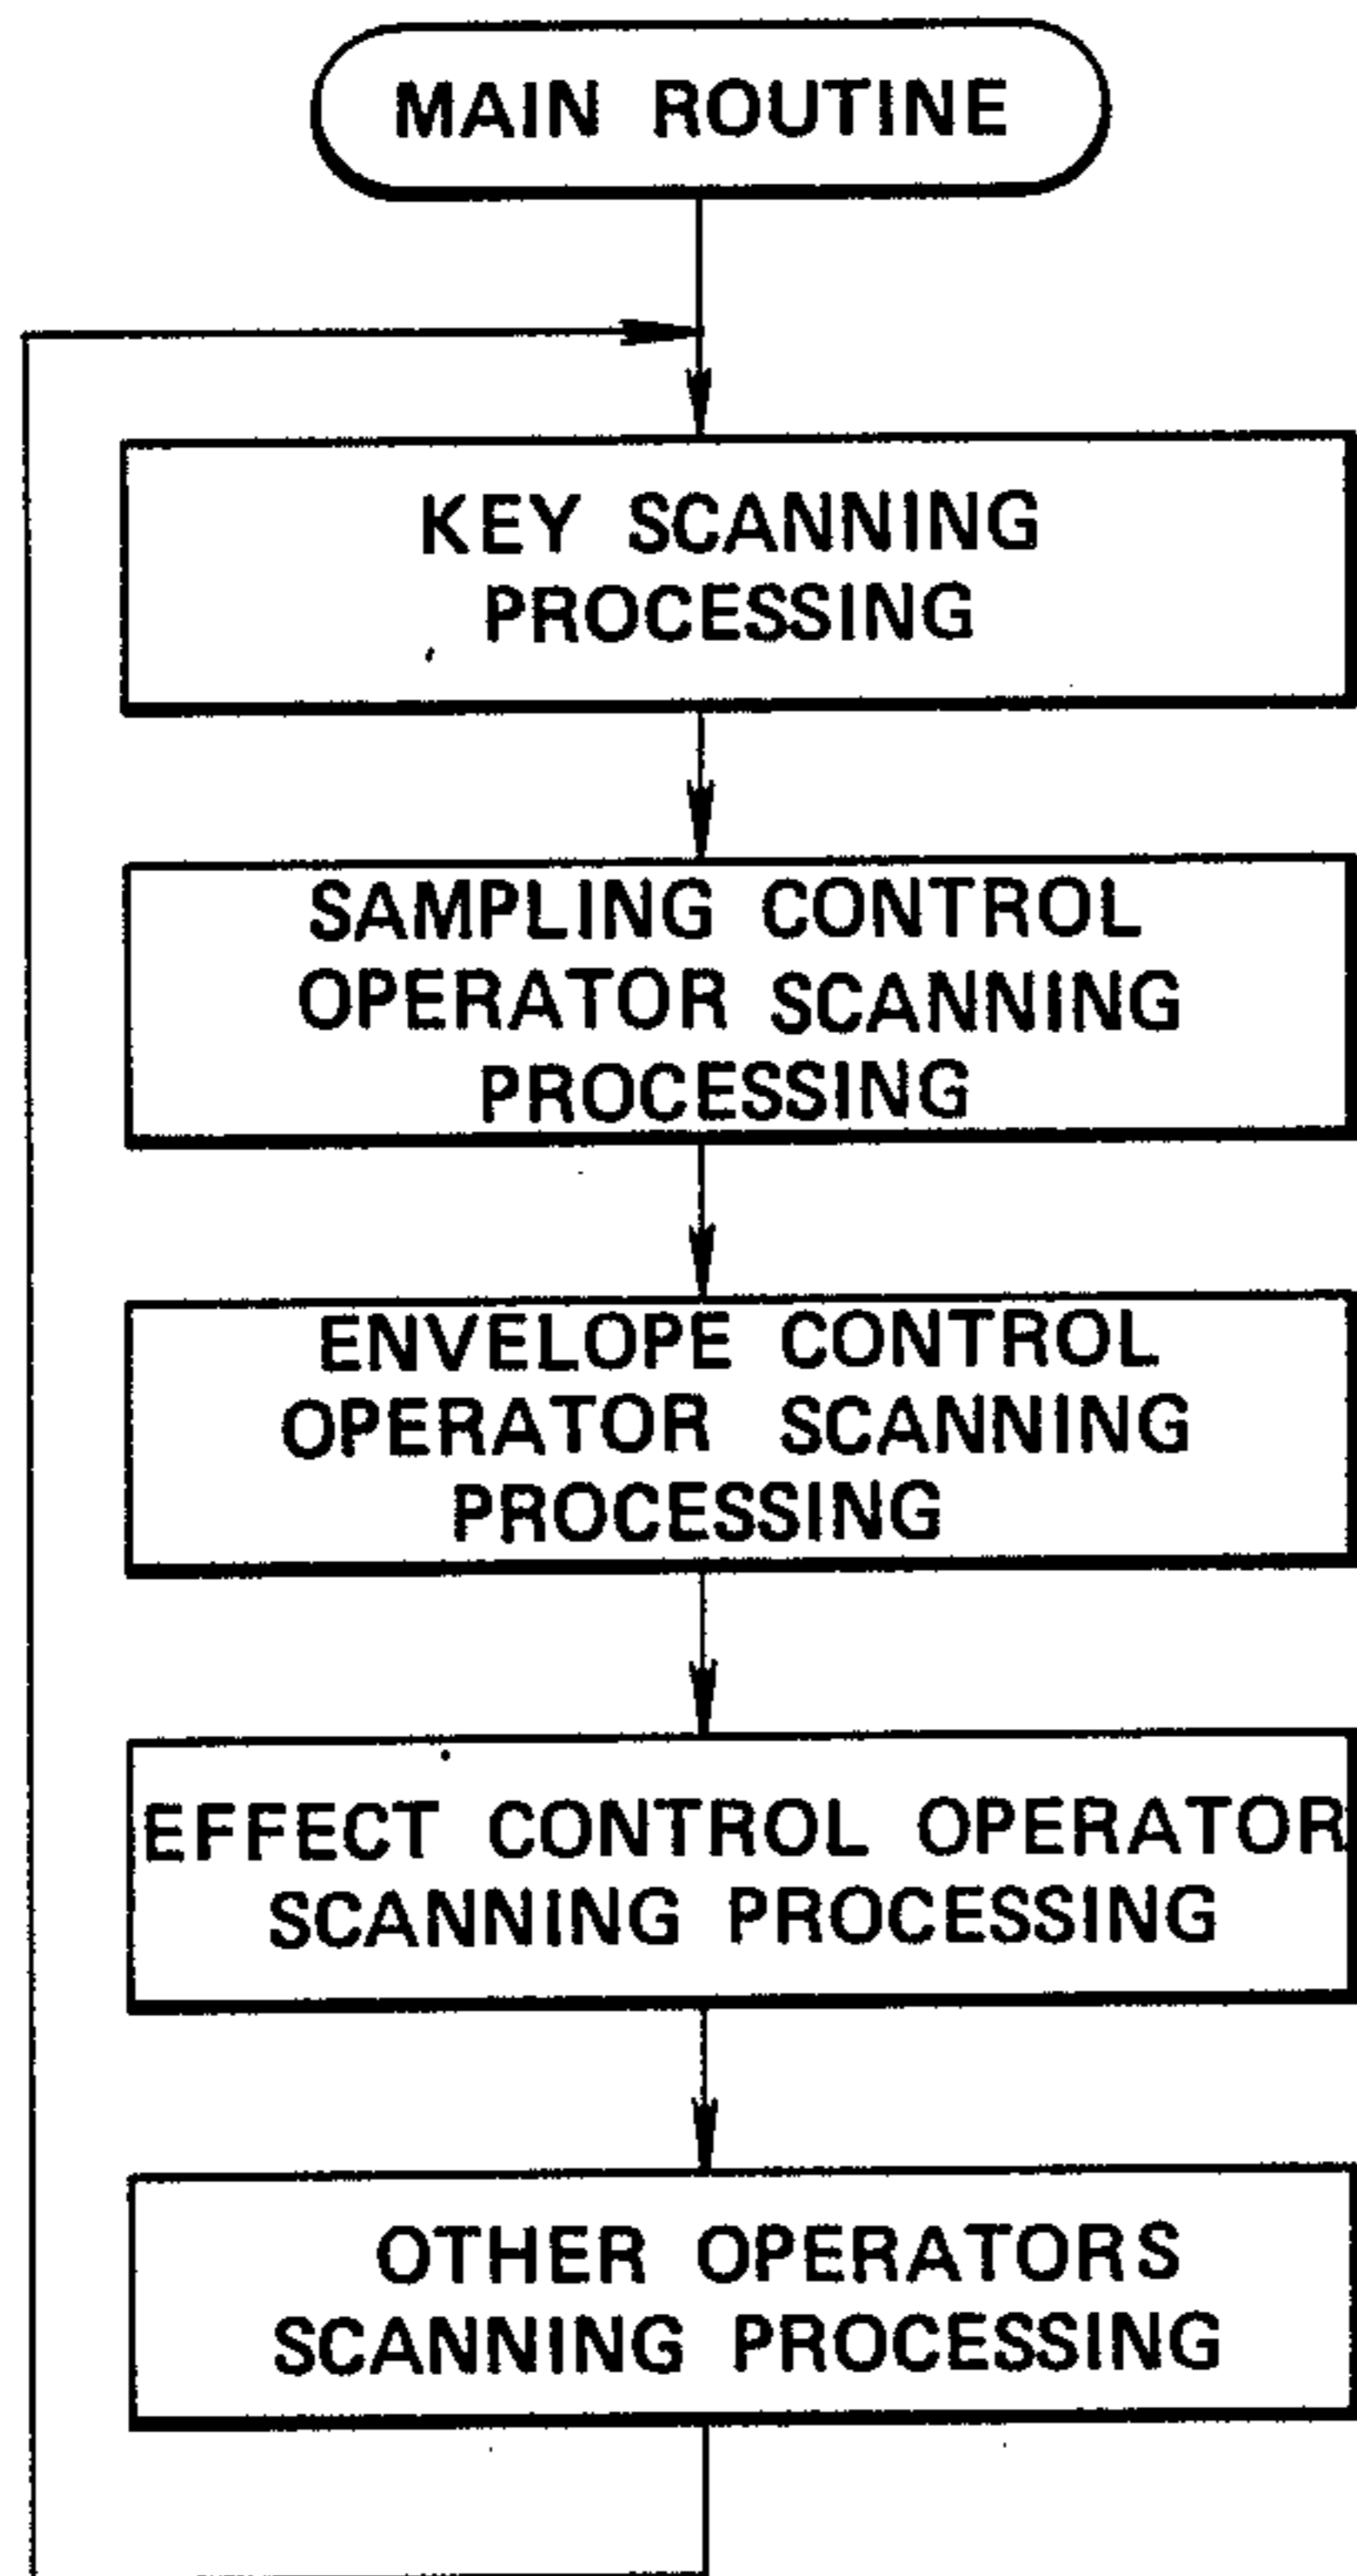 MAIN ROUTINE
KEY SCANNING
PROCESSING
SAMPLING CONTROL
OPERATOR SCANNING
PROCESSING
ENVELOPE CONTROL
OPERATOR SCANNING
PROCESSING
EFFECT CONTROL OPERATOR
SCANNING PROCESSING
OTHER OPERATORS
SCANNING PROCESSING